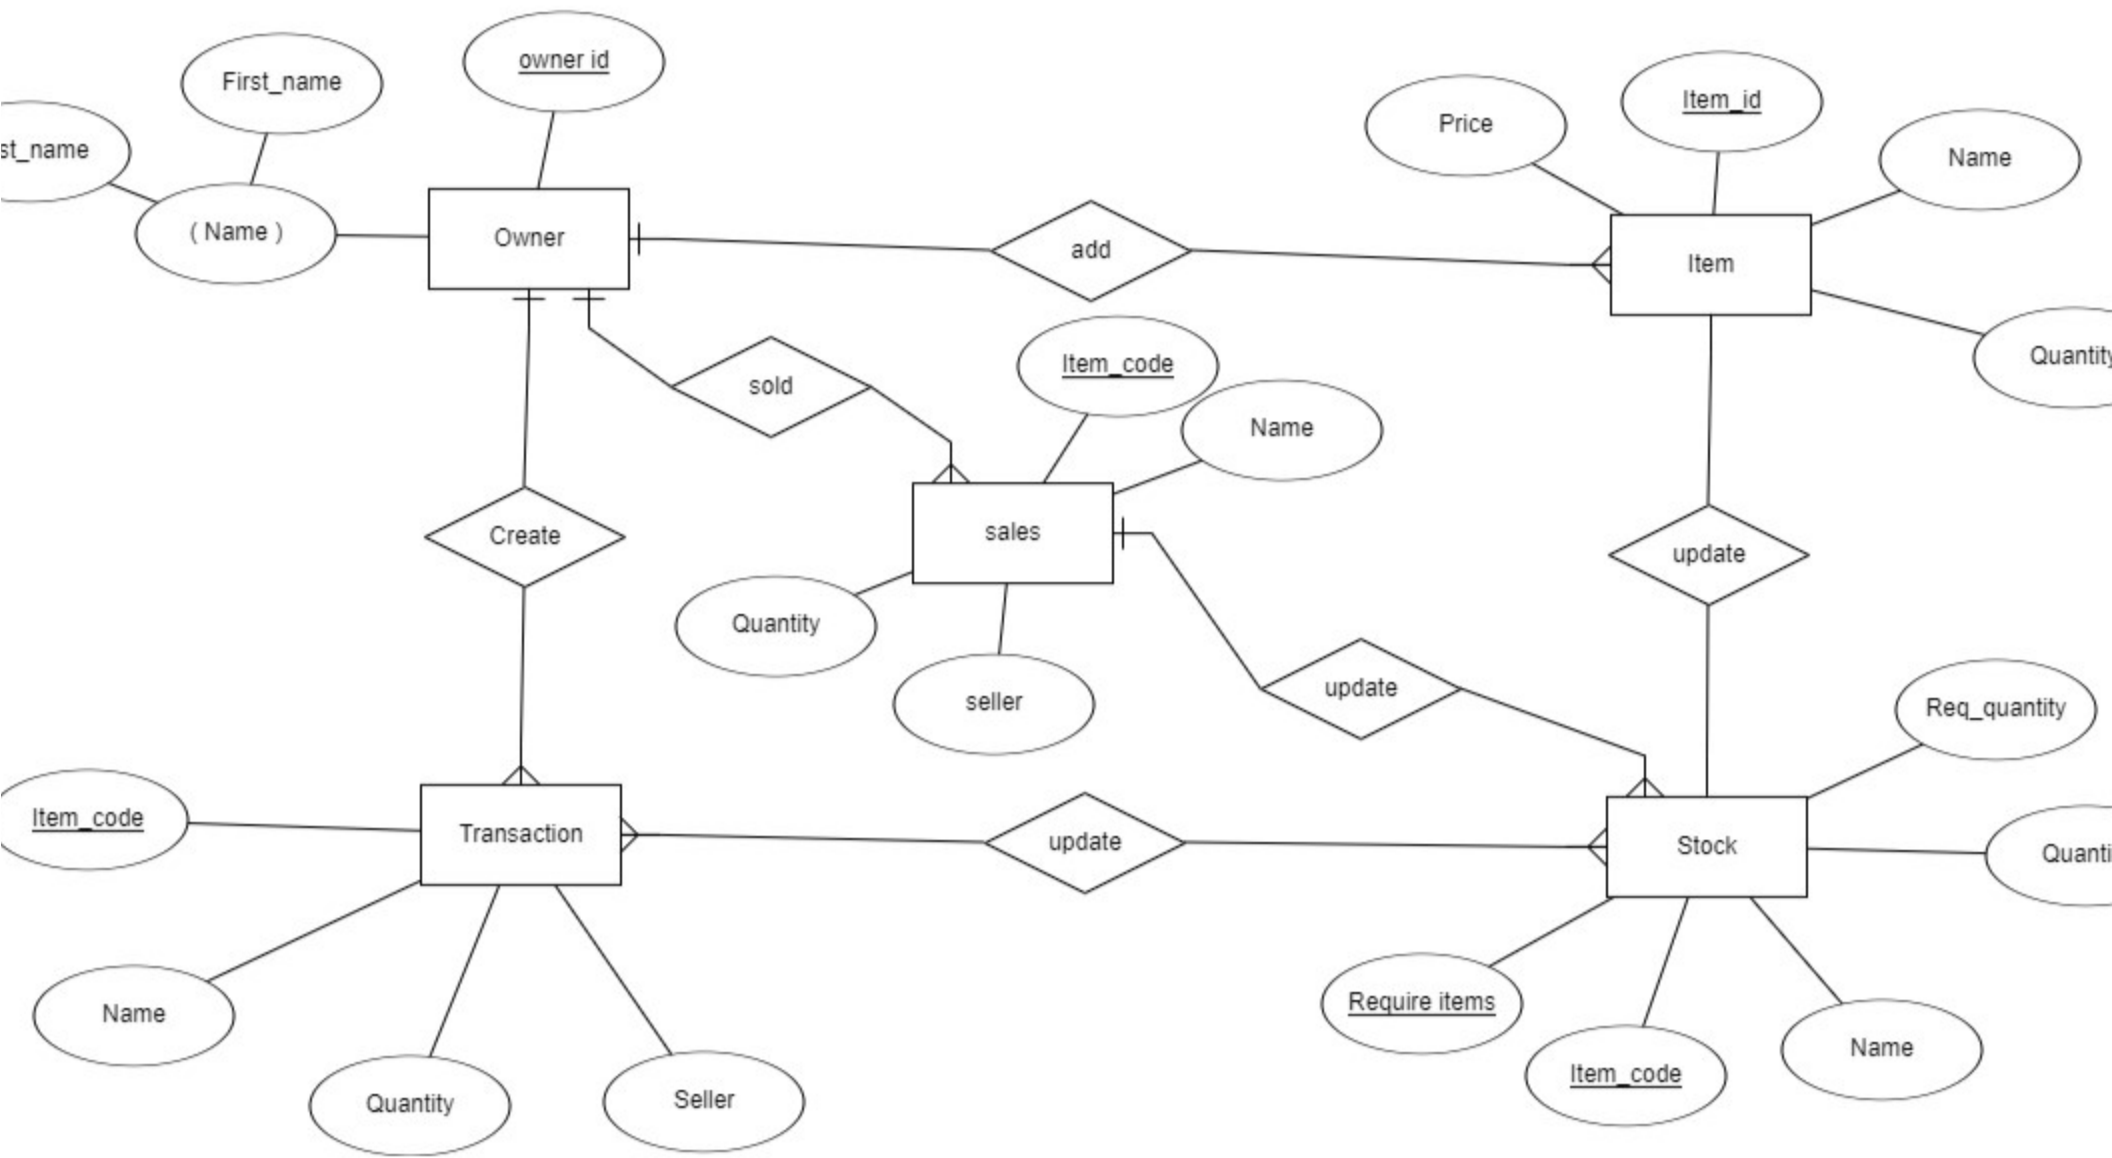 owner id
First_name
st_name
( Name )
Owner
add
Price
Item_id
Name
Item
Quantity
sold
Item_code
Name
sales
Quantity
seller
Create
update
update
Req_quantity
Item_code
Transaction
update
Stock
Quanti
Name
Quantity
Seller
Require items
Item_code
Name